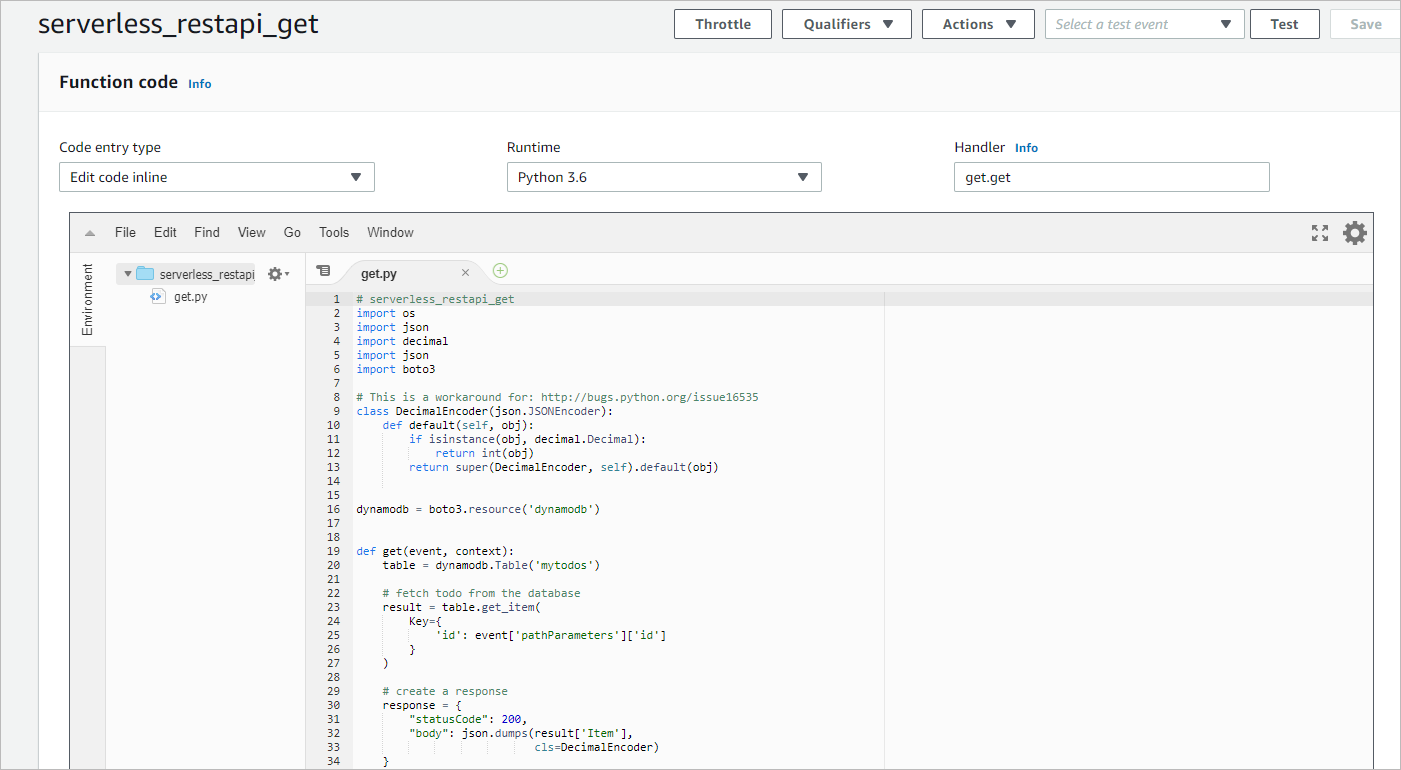 serverless_restapi_get
Throttle
Qualifiers
Actions
Select a test event
Test
Save
Function code Info
Code entry type
Runtime
Handler Info
Edit code inline
Python 3.6
get.get
File Edit Find View Go Tools Window
Environment
serverless_restapi
get.py
get.py
1 # serverless_restapi_get
2 import os
3 import json
4 import decimal
5 import json
6 import boto3
7
8 # This is a workaround for: http://bugs.python.org/issue16535
9 class DecimalEncoder(json.JSONEncoder):
10     def default(self, obj):
11         if isinstance(obj, decimal.Decimal):
12             return int(obj)
13         return super(DecimalEncoder, self).default(obj)
14
15
16 dynamodb = boto3.resource('dynamodb')
17
18
19 def get(event, context):
20     table = dynamodb.Table('mytodos')
21
22     # fetch todo from the database
23     result = table.get_item(
24         Key={
25             'id': event['pathParameters']['id']
26         }
27     )
28
29     # create a response
30     response = {
31         "statusCode": 200,
32         "body": json.dumps(result['Item'],
33                            cls=DecimalEncoder)
34     }